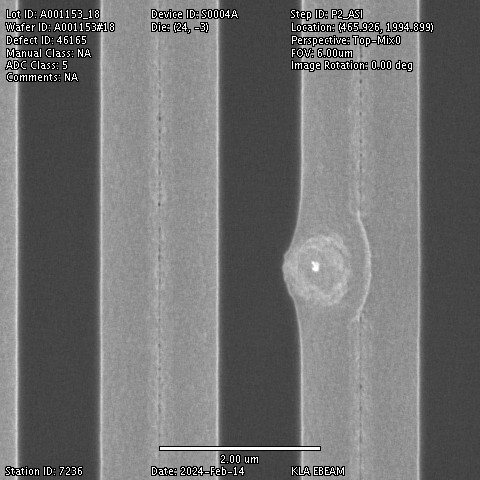 Lot ID: A001153_18
Wafer ID: A001153#18
Defect ID: 46165
Manual Class: NA
ADC Class: 5
Comments: NA
Device ID: S0004A
Die: (24, -3)
Step ID: P2_ASI
Location: (465.926, 1994.899)
Perspective: Top-Mix0
FOV: 6.00um
Image Rotation: 0.00 deg
2.00 um
Station ID: 7236
Date: 2024-Feb-14
KLA EBEAM